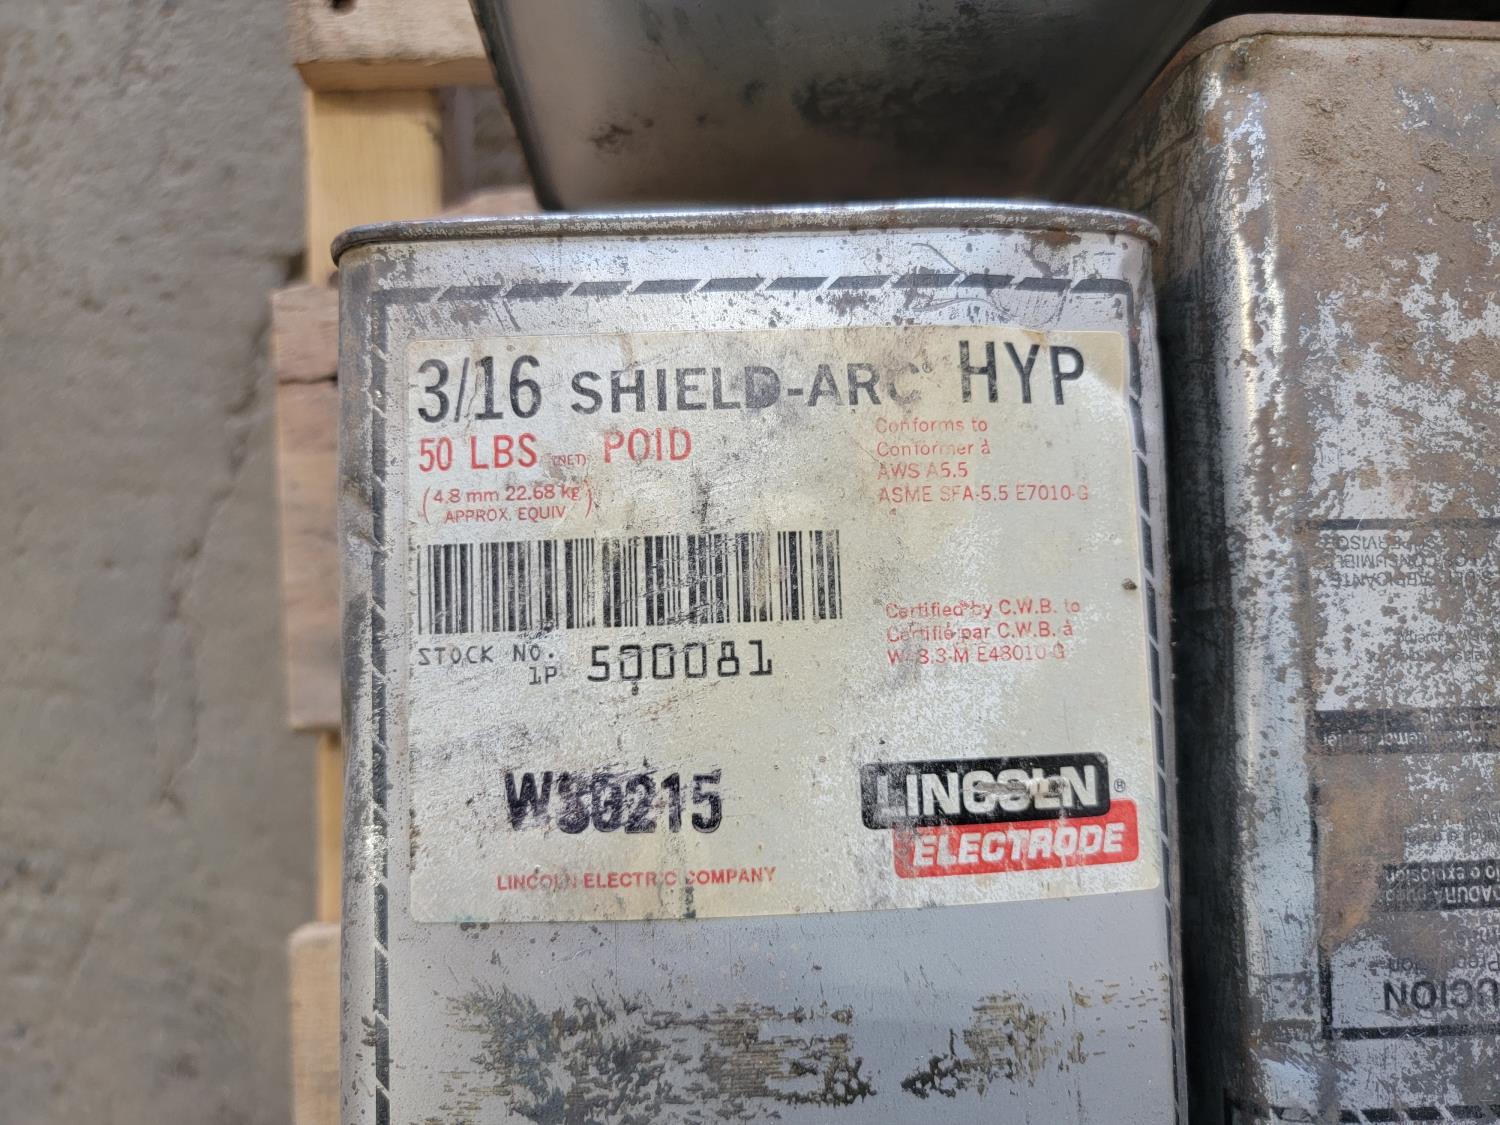 3/16 SHIELD-ARC® HYP
50 LBS (NET) POID
(4.8 mm 22.68 kg
APPROX. EQUIV)
Conforms to
Conformer à
AWS A5.5
ASME SFA-5.5 E7010-G
STOCK NO.
1P 500081
Certified by C.W.B. to
Certifié par C.W.B. à
W-8.3-M E48010-G
W30215
LINCOLN ®
ELECTRODE
LINCOLN ELECTRIC COMPANY